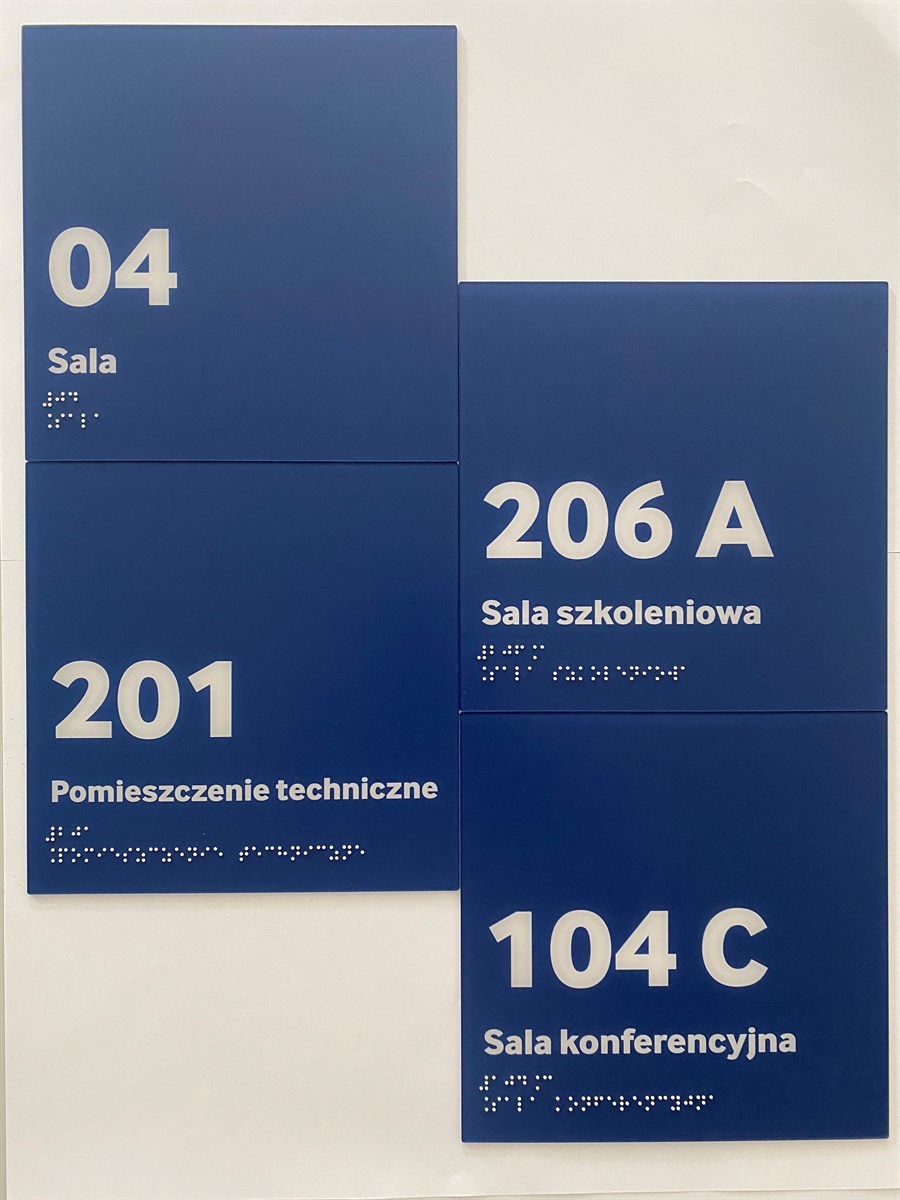 04
Sala
⠼⠚⠙
⠨⠎⠁⠇⠁
201
Pomieszczenie techniczne
206 A
Sala szkoleniowa
104 C
Sala konferencyjna